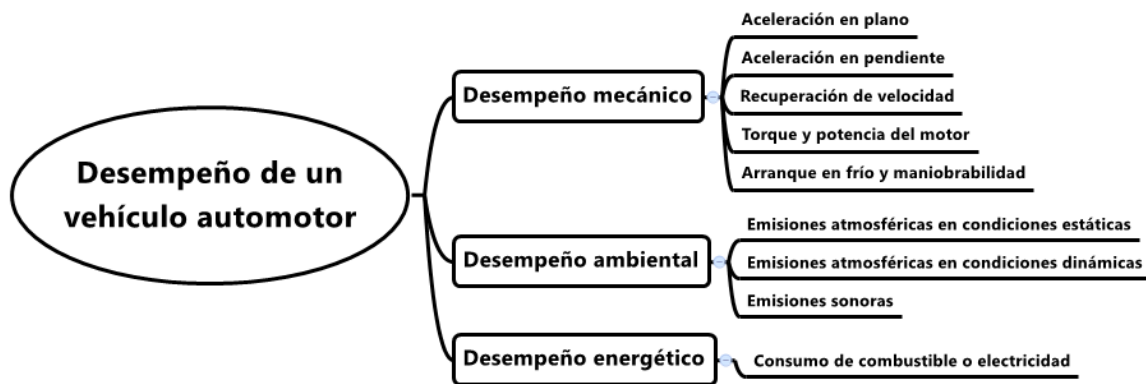 Desempeño de un
vehículo automotor
Desempeño mecánico
Aceleración en plano
Aceleración en pendiente
Recuperación de velocidad
Torque y potencia del motor
Arranque en frío y maniobrabilidad
Desempeño ambiental
Emisiones atmosféricas en condiciones estáticas
Emisiones atmosféricas en condiciones dinámicas
Emisiones sonoras
Desempeño energético
Consumo de combustible o electricidad